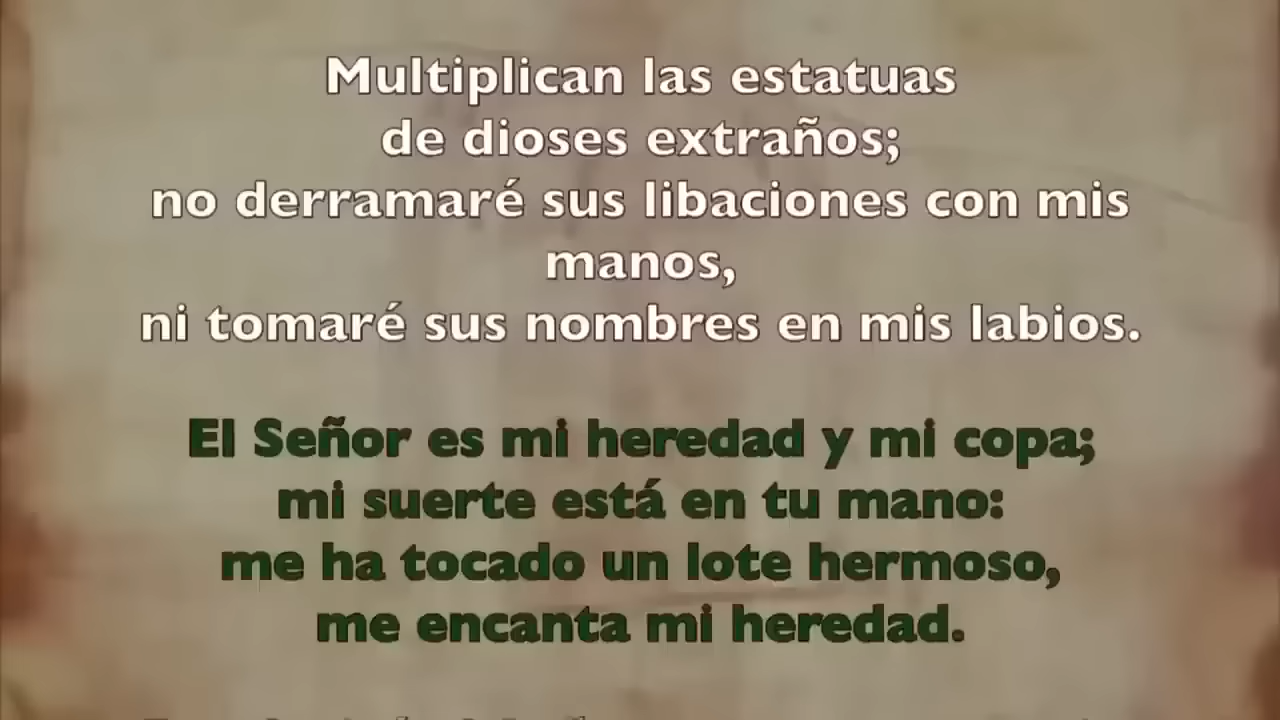 Multiplican las estatuas
de dioses extraños;
no derramaré sus libaciones con mis
manos,
ni tomaré sus nombres en mis labios.
El Señor es mi heredad y mi copa;
mi suerte está en tu mano:
me ha tocado un lote hermoso,
me encanta mi heredad.